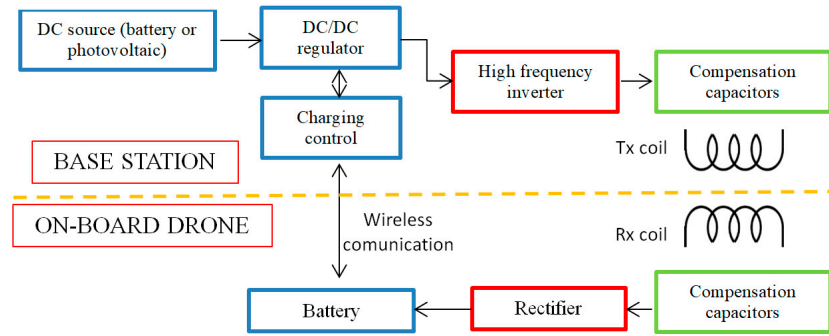 DC source (battery or
photovoltaic)
DC/DC
regulator
High frequency
inverter
Compensation
capacitors
Charging
control
Tx coil
BASE STATION
ON-BOARD DRONE
Wireless
comunication
Rx coil
Battery
Rectifier
Compensation
capacitors